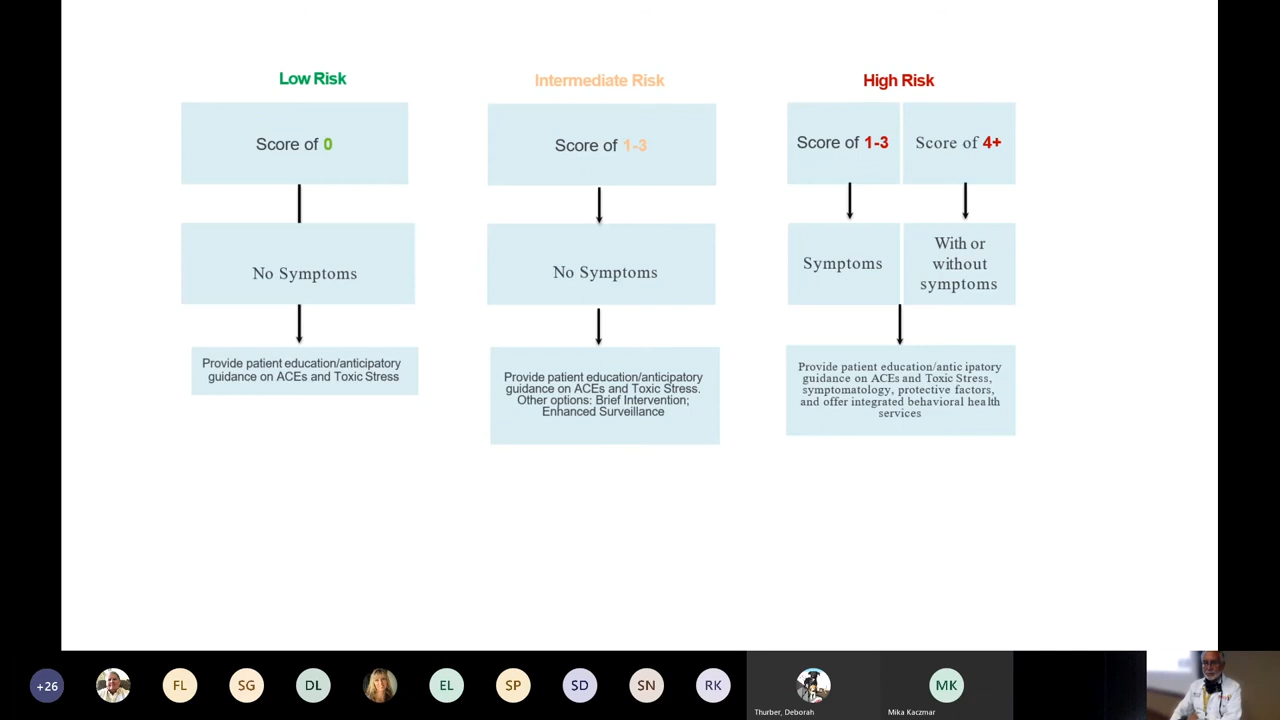 Low Risk
Intermediate Risk
High Risk
Score of 0
Score of 1-3
Score of 1-3
Score of 4+
No Symptoms
No Symptoms
Symptoms
With or
without
symptoms
Provide patient education/anticipatory
guidance on ACEs and Toxic Stress
Provide patient education/anticipatory
guidance on ACEs and Toxic Stress.
Other options: Brief Intervention;
Enhanced Surveillance
Provide patient education/antic ipatory
guidance on ACEs and Toxic Stress,
symptomatology, protective factors,
and offer integrated behavioral health
services
+26
FL
SG
DL
EL
SP
SD
SN
RK
MK
Thurber, Deborah
Mika Kaczmar